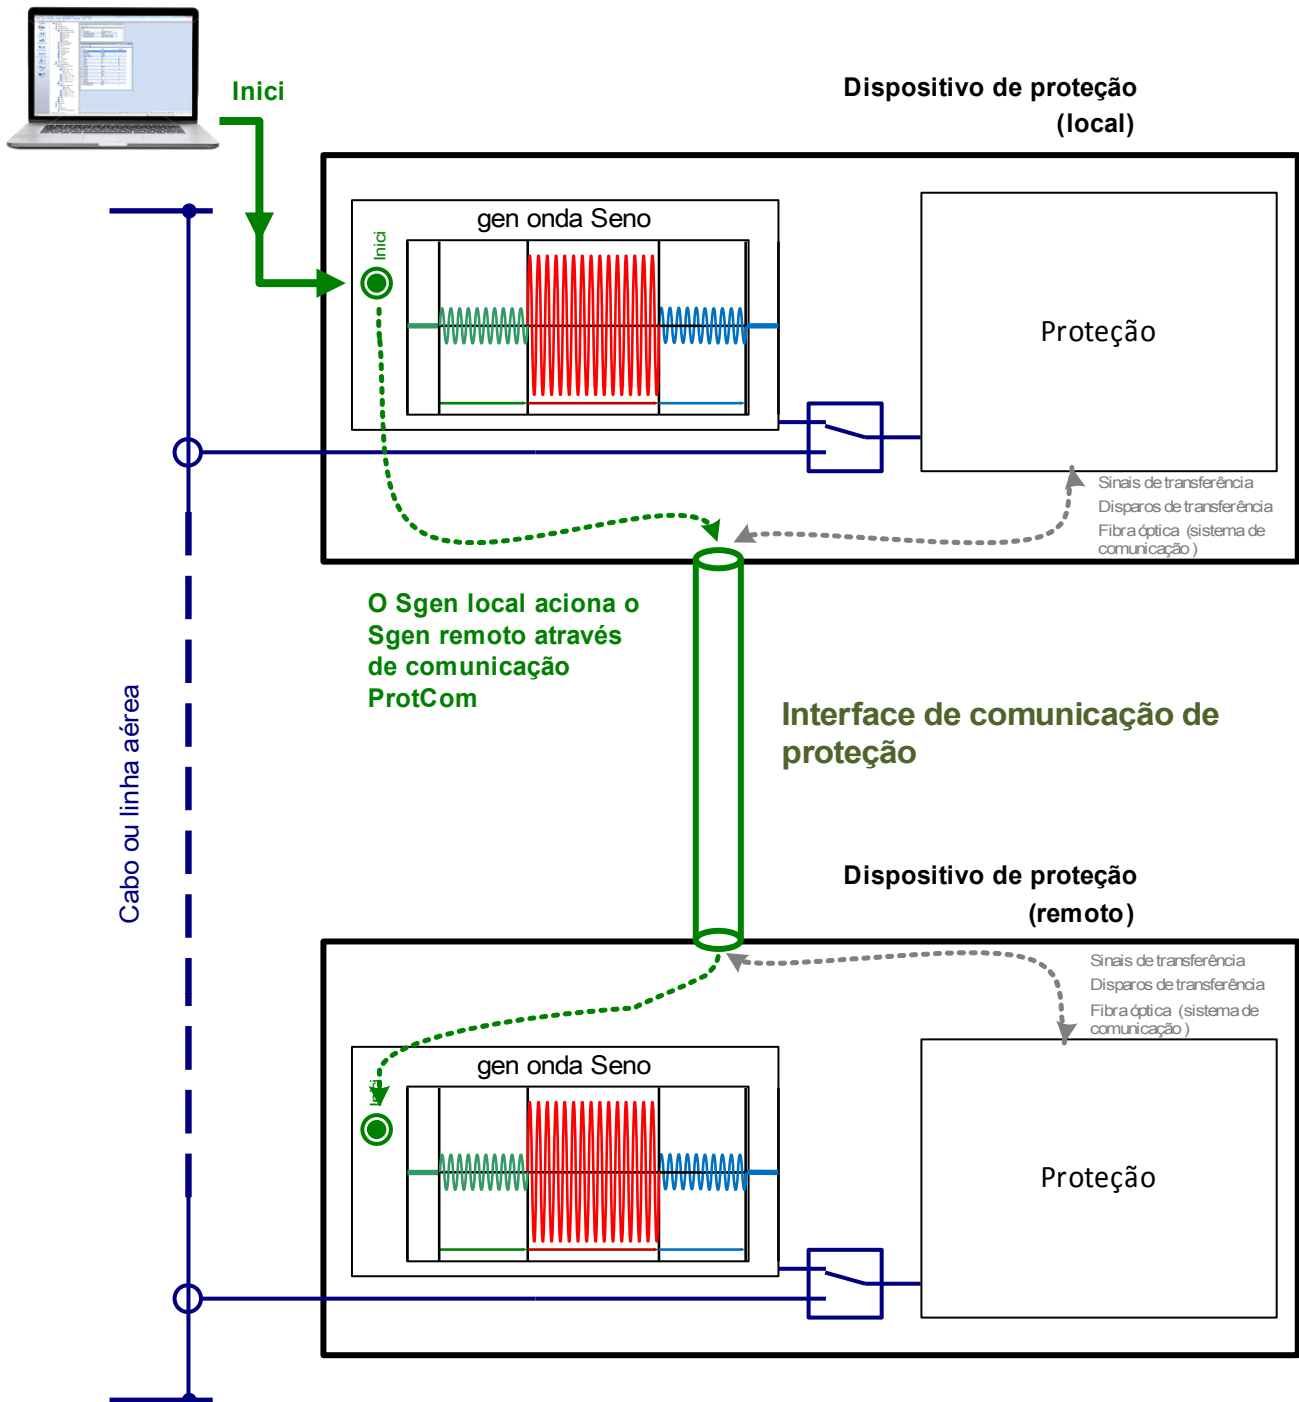 Inici
Dispositivo de proteção
(local)
gen onda Seno
Inici
Proteção
Sinais de transferência
Disparos de transferência
Fibra óptica (sistema de
comunicação )
O Sgen local aciona o
Sgen remoto através
de comunicação
ProtCom
Interface de comunicação de
proteção
Cabo ou linha aérea
Dispositivo de proteção
(remoto)
Sinais de transferência
Disparos de transferência
Fibra óptica (sistema de
comunicação )
gen onda Seno
Inici
Proteção